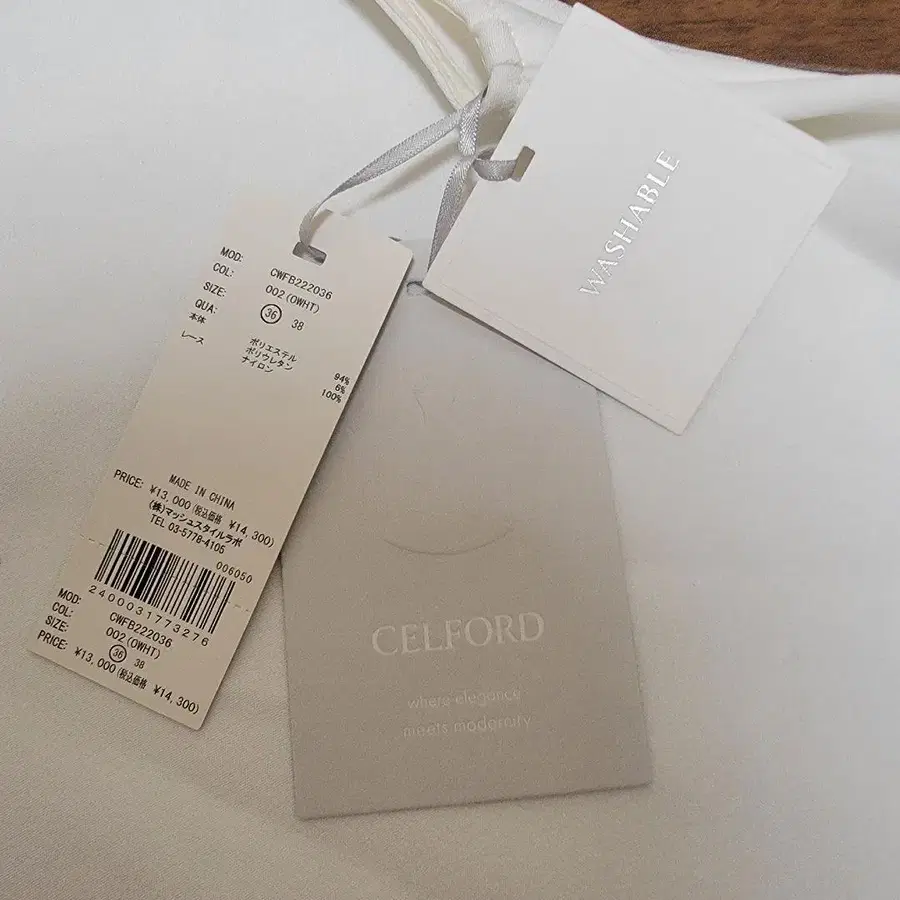 MOD: CWFB222036
COL: 002(OWHT)
SIZE: 36 38
QUA:
本体 ポリエステル 94%
ポリウレタン 6%
レース ナイロン 100%
MADE IN CHINA
PRICE: ¥13,000(税込価格 ¥14,300)
(株)マッシュスタイルラボ
TEL 03-5778-4105
006050
2400031773276
MOD: CWFB222036
COL: 002(OWHT)
SIZE: 36 38
PRICE: ¥13,000(税込価格 ¥14,300)
WASHABLE
CELFORD
where elegance
meets modernity